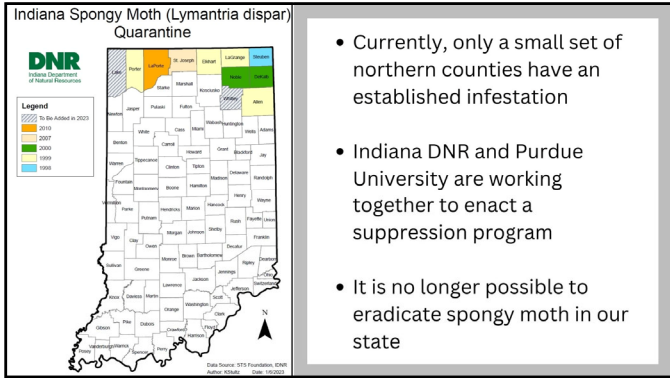 Indiana Spongy Moth (Lymantria dispar)
Quarantine
DNR
Indiana Department
of Natural Resources
Legend
To Be Added in 2023
2010
2007
2000
1999
1998
Lake
Porter
LaPorte
St. Joseph
Elkhart
LaGrange
Steuben
Noble
DeKalb
Starke
Marshall
Kosciusko
Whitley
Allen
Newton
Jasper
Pulaski
Fulton
Wabash
Huntington
Wells
Adams
White
Cass
Miami
Benton
Carroll
Howard
Grant
Blackford
Jay
Warren
Tippecanoe
Clinton
Tipton
Madison
Delaware
Randolph
Fountain
Montgomery
Boone
Hamilton
Henry
Wayne
Vermillion
Parke
Putnam
Hendricks
Marion
Hancock
Rush
Fayette
Union
Vigo
Clay
Owen
Morgan
Johnson
Shelby
Franklin
Decatur
Sullivan
Greene
Monroe
Brown
Bartholomew
Ripley
Dearborn
Jennings
Ohio
Jackson
Jefferson
Switzerland
Lawrence
Knox
Daviess
Martin
Scott
Washington
Orange
Clark
Gibson
Pike
Dubois
Crawford
Floyd
Harrison
Posey
Vanderburgh
Warrick
Spencer
Perry
N
Data Source: STS Foundation, IDNR
Author: KStultz Date: 1/6/2023
• Currently, only a small set of
northern counties have an
established infestation
• Indiana DNR and Purdue
University are working
together to enact a
suppression program
• It is no longer possible to
eradicate spongy moth in our
state